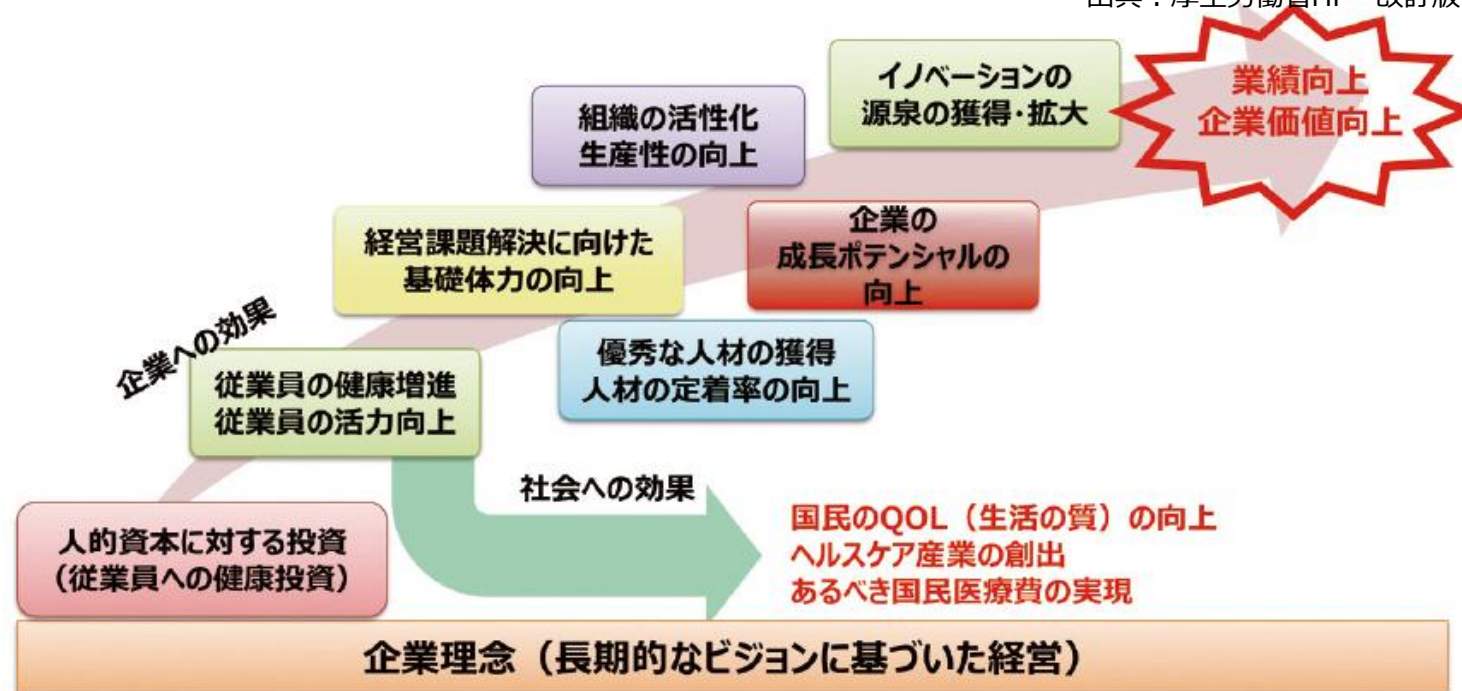 イノベーションの
源泉の獲得･拡大
業績向上
企業価値向上
組織の活性化
生産性の向上
経営課題解決に向けた
基礎体力の向上
企業の
成長ポテンシャルの
向上
企業への効果
従業員の健康増進
従業員の活力向上
優秀な人材の獲得
人材の定着率の向上
社会への効果
人的資本に対する投資
（従業員への健康投資）
国民のQOL（生活の質）の向上
ヘルスケア産業の創出
あるべき国民医療費の実現
企業理念（長期的なビジョンに基づいた経営）